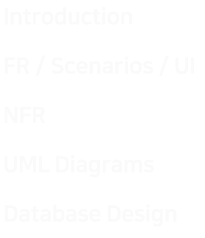 Introduction
FR / Scenarios / UI
NFR
UML Diagrams
Database Design